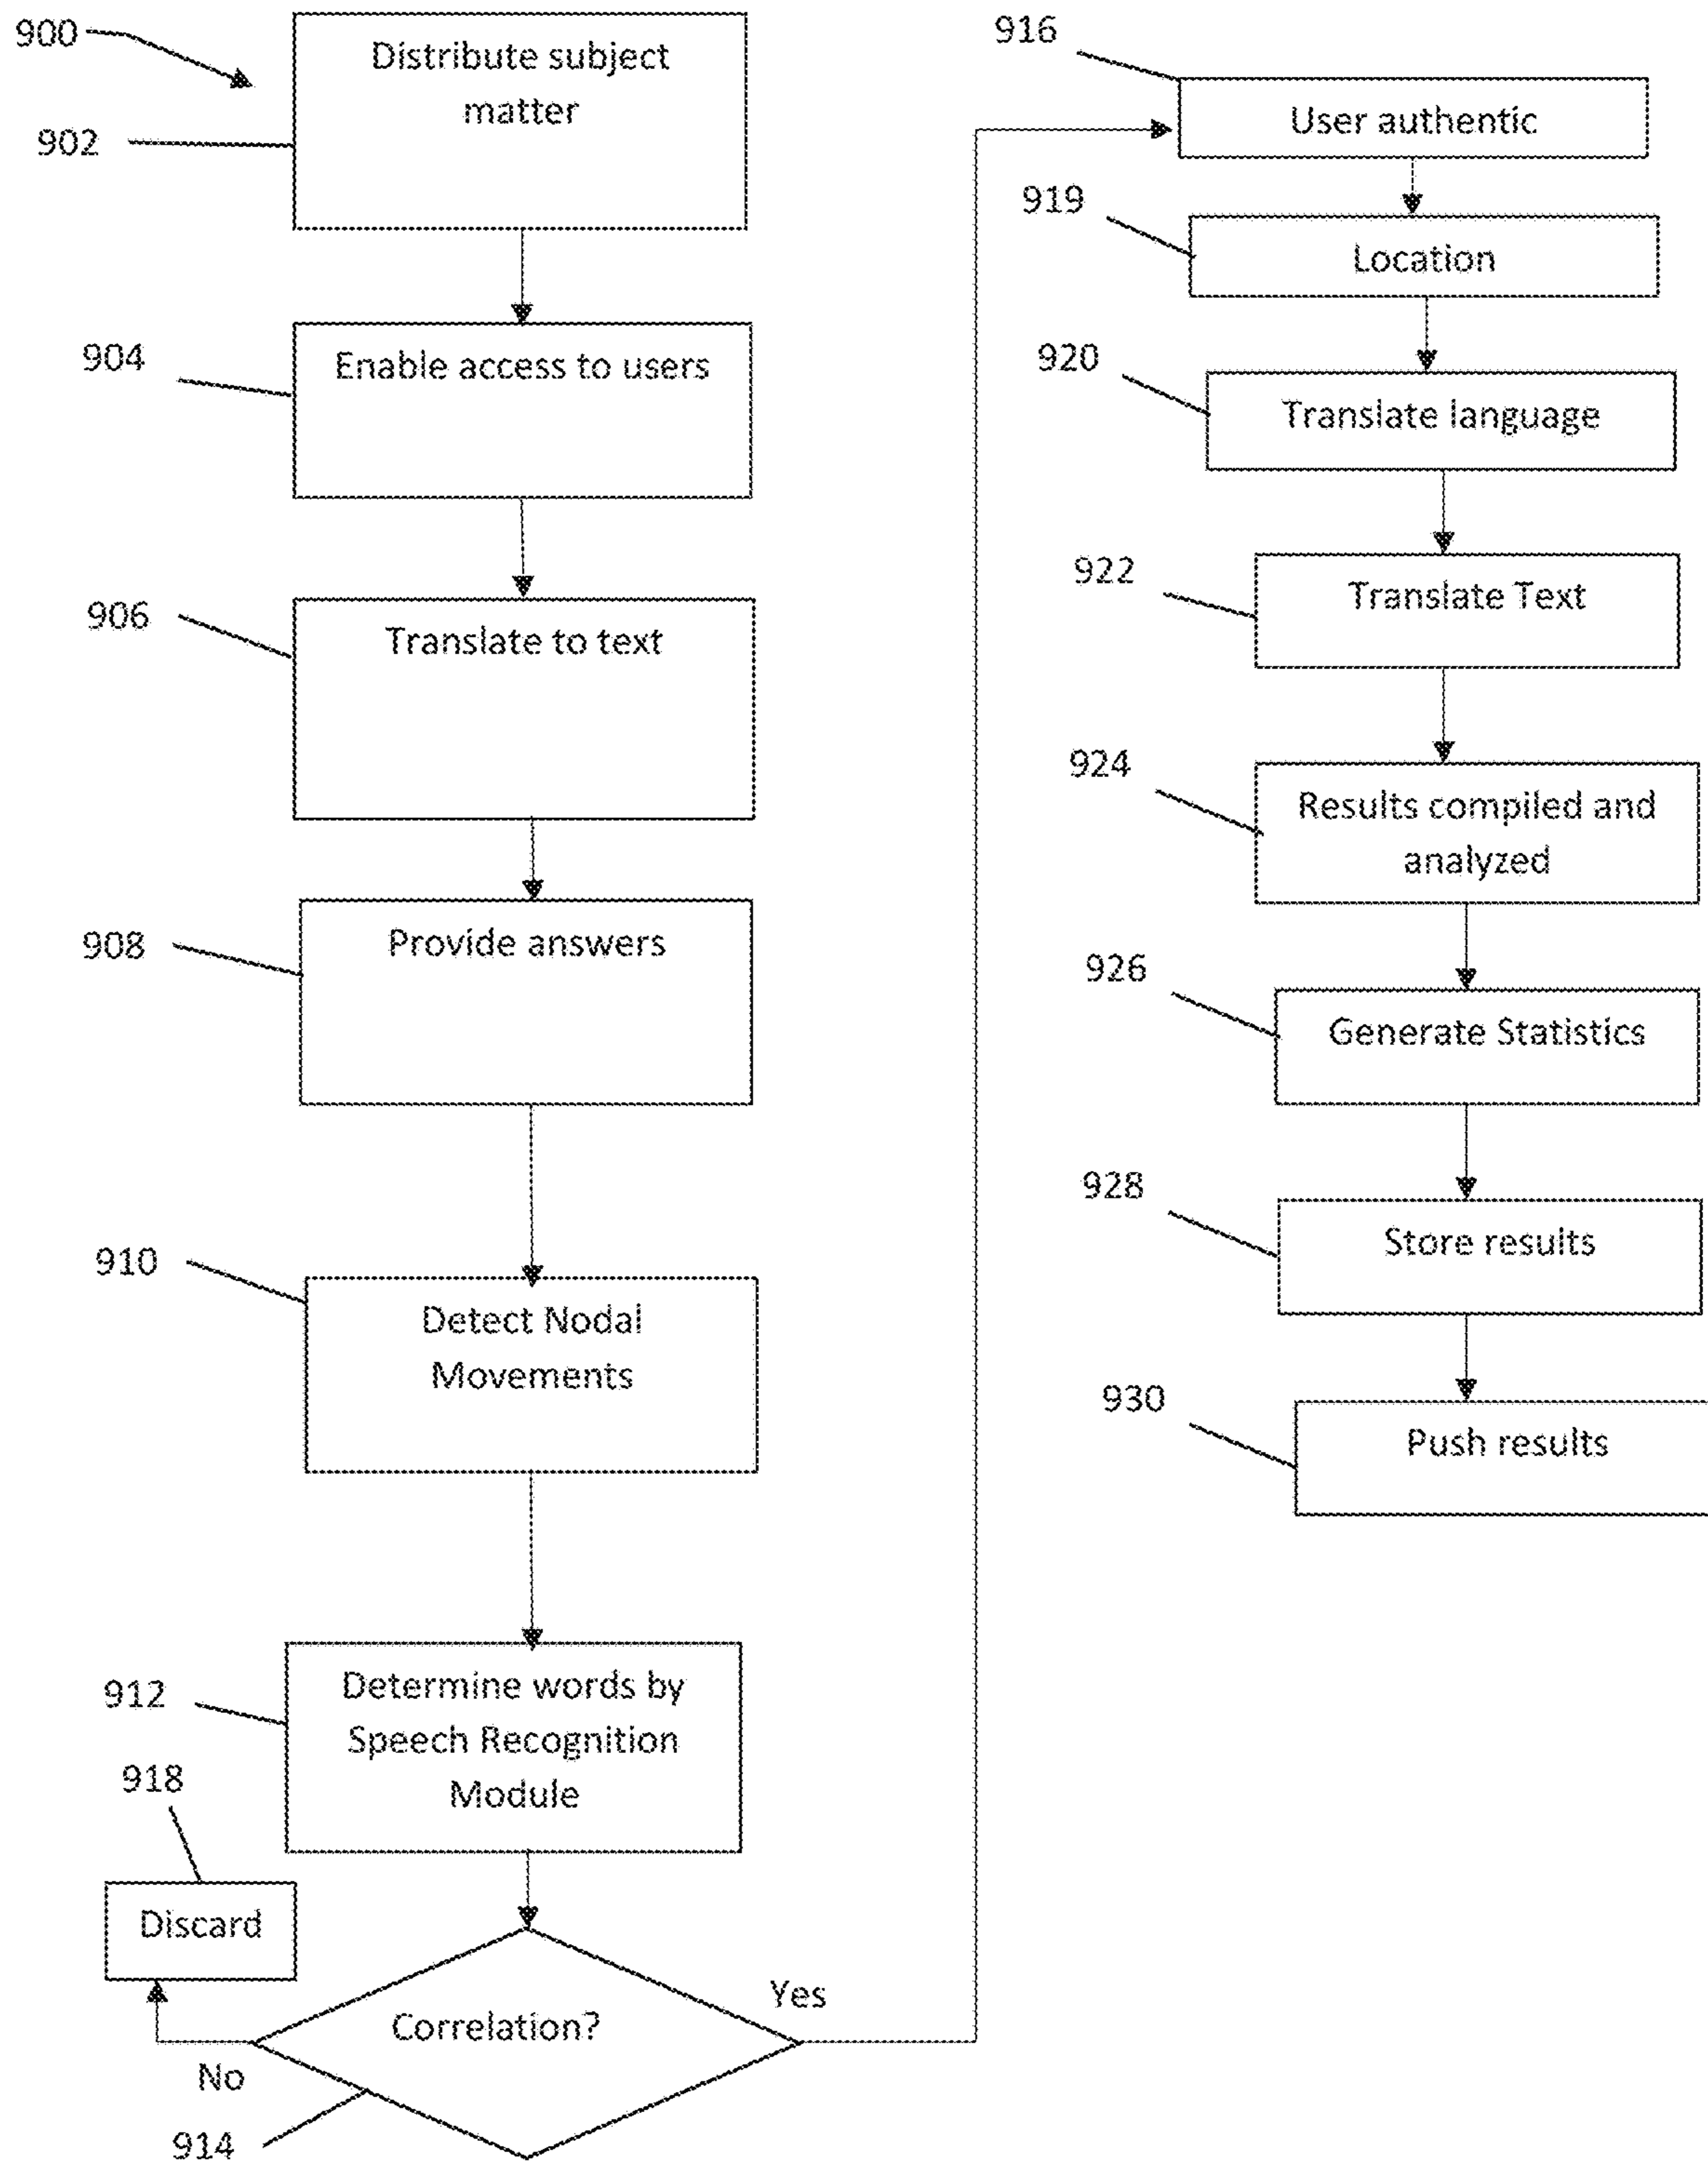 900
Distribute subject
matter
902
904
Enable access to users
906
Translate to text
908
Provide answers
910
Detect Nodal
Movements
912
Determine words by
Speech Recognition
Module
918
Discard
Correlation?
Yes
No
914
916
User authentic
919
Location
920
Translate language
922
Translate Text
924
Results compiled and
analyzed
926
Generate Statistics
928
Store results
930
Push results